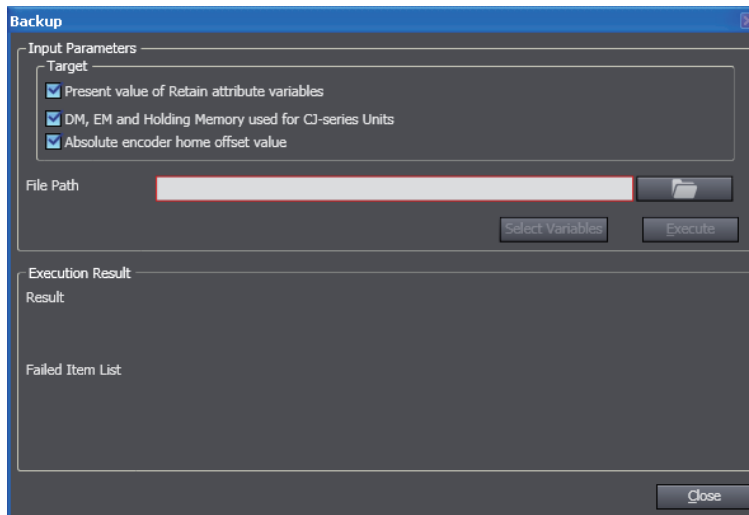 Backup
Input Parameters
Target
Present value of Retain attribute variables
DM, EM and Holding Memory used for CJ-series Units
Absolute encoder home offset value
File Path
Select Variables Execute
Execution Result
Result
Failed Item List
Close